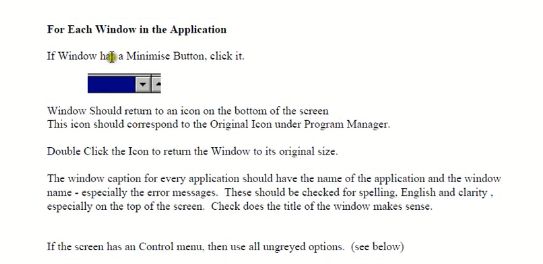 For Each Window in the Application
If Window has a Minimise Button, click it.
Window Should return to an icon on the bottom of the screen
This icon should correspond to the Original Icon under Program Manager.
Double Click the Icon to return the Window to its original size.
The window caption for every application should have the name of the application and the window
name - especially the error messages.  These should be checked for spelling, English and clarity ,
especially on the top of the screen.  Check does the title of the window makes sense.
If the screen has an Control menu, then use all ungreyed options.  (see below)